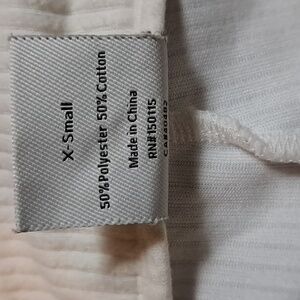 X-Small
50%Polyester 50%Cotton
Made in China
RN#150115